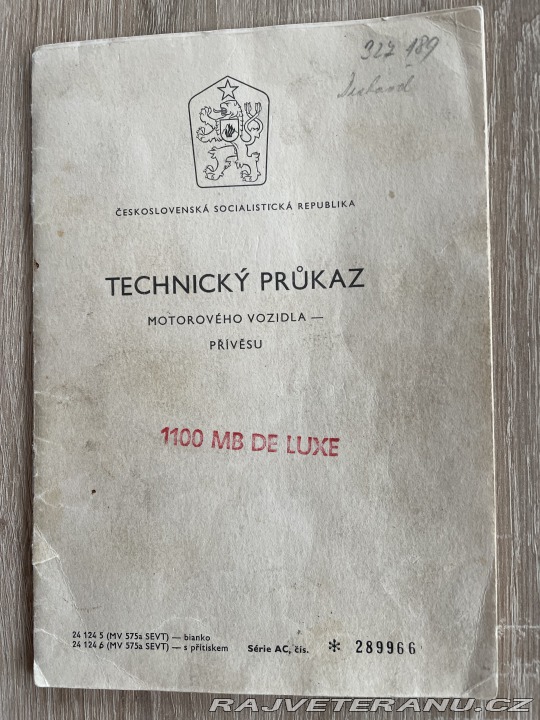 327 189
ČESKOSLOVENSKÁ SOCIALISTICKÁ REPUBLIKA
TECHNICKÝ PRŮKAZ
MOTOROVÉHO VOZIDLA —
PŘÍVĚSU
1100 MB DE LUXE
24 124 5 (MV 575a SEVT) — bianko
24 124 6 (MV 575a SEVT) — s přítiskem
Série AC, čís. ✻ 289966
RAJVETERANU.CZ